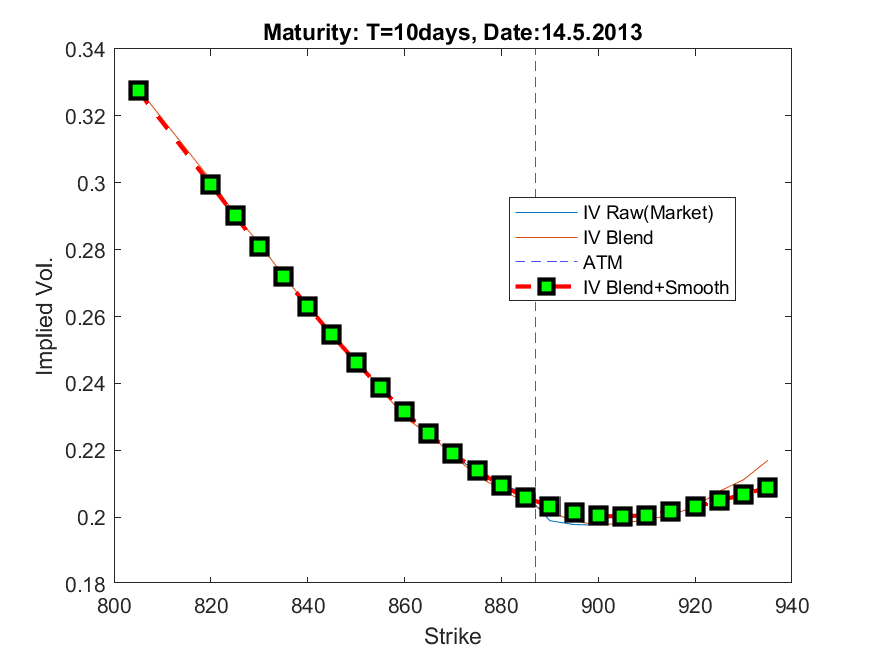 Maturity: T=10days, Date:14.5.2013
0.34
0.32
0.3
0.28
0.26
0.24
0.22
0.2
0.18
Implied Vol.
IV Raw(Market)
IV Blend
ATM
IV Blend+Smooth
800
820
840
860
880
900
920
940
Strike